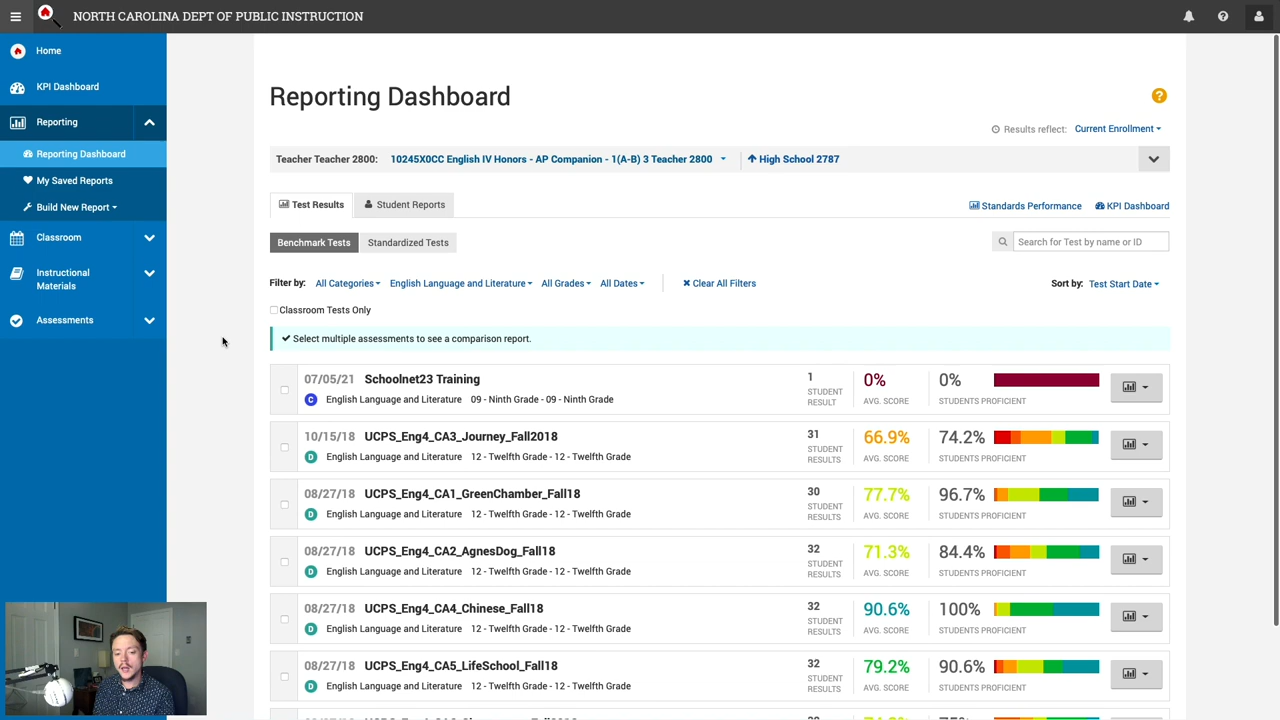 NORTH CAROLINA DEPT OF PUBLIC INSTRUCTION
Home
KPI Dashboard
Reporting
Reporting Dashboard
My Saved Reports
Build New Report
Classroom
Instructional
Materials
Assessments
Reporting Dashboard
Results reflect: Current Enrollment
Teacher Teacher 2800: 10245X0CC English IV Honors - AP Companion - 1(A-B) 3 Teacher 2800 High School 2787
Test Results Student Reports
Standards Performance KPI Dashboard
Benchmark Tests Standardized Tests
Search for Test by name or ID
Filter by: All Categories English Language and Literature All Grades All Dates Clear All Filters
Sort by: Test Start Date
Classroom Tests Only
Select multiple assessments to see a comparison report.
07/05/21 Schoolnet23 Training
C English Language and Literature 09 - Ninth Grade - 09 - Ninth Grade
1 STUDENT RESULT
0% AVG. SCORE
0% STUDENTS PROFICIENT
10/15/18 UCPS_Eng4_CA3_Journey_Fall2018
D English Language and Literature 12 - Twelfth Grade - 12 - Twelfth Grade
31 STUDENT RESULTS
66.9% AVG. SCORE
74.2% STUDENTS PROFICIENT
08/27/18 UCPS_Eng4_CA1_GreenChamber_Fall18
D English Language and Literature 12 - Twelfth Grade - 12 - Twelfth Grade
30 STUDENT RESULTS
77.7% AVG. SCORE
96.7% STUDENTS PROFICIENT
08/27/18 UCPS_Eng4_CA2_AgnesDog_Fall18
D English Language and Literature 12 - Twelfth Grade - 12 - Twelfth Grade
32 STUDENT RESULTS
71.3% AVG. SCORE
84.4% STUDENTS PROFICIENT
08/27/18 UCPS_Eng4_CA4_Chinese_Fall18
D English Language and Literature 12 - Twelfth Grade - 12 - Twelfth Grade
32 STUDENT RESULTS
90.6% AVG. SCORE
100% STUDENTS PROFICIENT
08/27/18 UCPS_Eng4_CA5_LifeSchool_Fall18
D English Language and Literature 12 - Twelfth Grade - 12 - Twelfth Grade
32 STUDENT RESULTS
79.2% AVG. SCORE
90.6% STUDENTS PROFICIENT